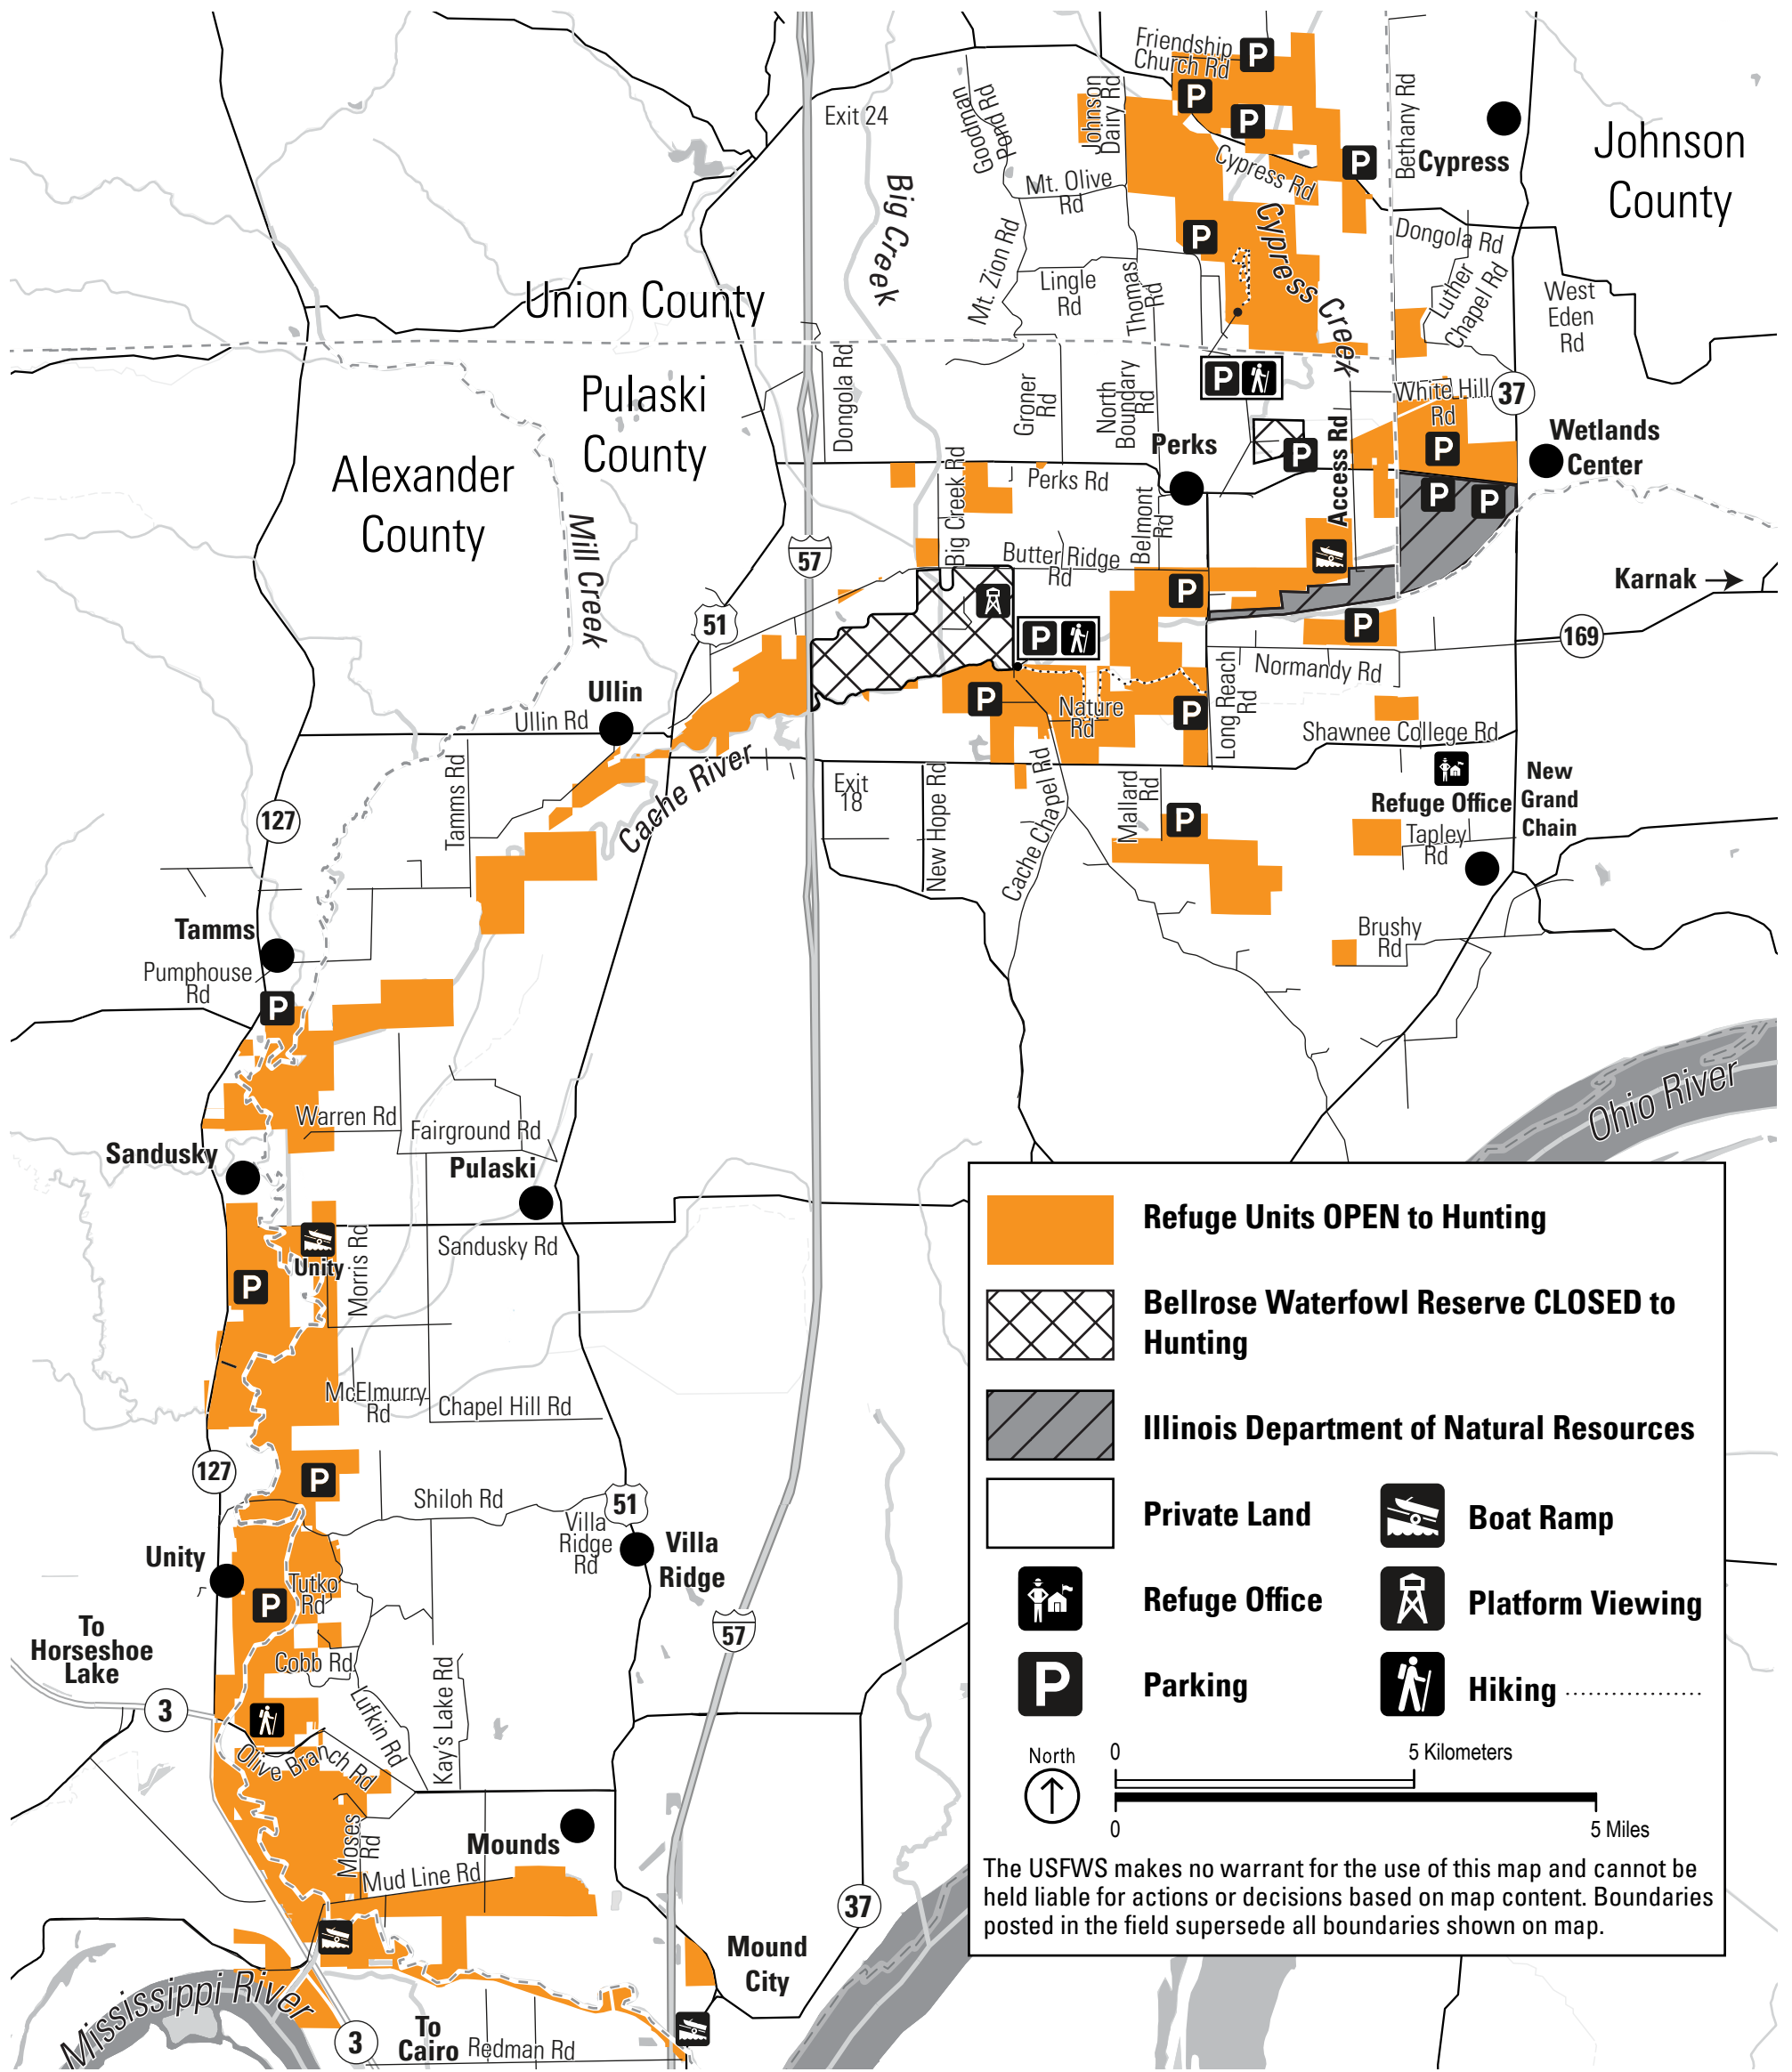 Friendship
Church Rd
P
P
P
P
Exit 24
Goodman
Pond Rd
Johnson
Dairy Rd
Bethany Rd
Cypress
Johnson
County
Cypress Rd
Mt. Olive
Rd
Big Creek
Cypress
Creek
P
Dongola Rd
Mt. Zion Rd
Lingle
Rd
Thomas
Rd
Luther
Chapel Rd
West
Eden
Rd
Union County
Pulaski
County
Dongola Rd
Groner
Rd
North
Boundary
Rd
P
White Hill
Rd
37
Perks
P
Access Rd
P
Wetlands
Center
Alexander
County
Mill Creek
Big Creek Rd
Perks Rd
Belmont
Rd
P
P
57
Butter Ridge
Rd
Karnak
51
P
P
P
169
Ullin
Ullin Rd
P
Nature
Rd
P
Long Reach
Rd
Normandy Rd
Shawnee College Rd
Cache River
Tamms Rd
127
Exit
18
New Hope Rd
Cache Chapel Rd
Mallard
Rd
P
Refuge Office
New
Grand
Chain
Tapley
Rd
Tamms
Pumphouse
Rd
P
Brushy
Rd
Ohio River
Warren Rd
Fairground Rd
Sandusky
Pulaski
Sandusky Rd
Unity
Morris Rd
P
McElmurry
Rd
Chapel Hill Rd
127
P
Shiloh Rd
51
Villa
Ridge
Rd
Villa
Ridge
Unity
P
Tutko
Rd
To
Horseshoe
Lake
57
Cobb Rd
3
Lufkin Rd
Kay's Lake Rd
Olive Branch Rd
Moses
Rd
Mounds
Mud Line Rd
37
Mound
City
Mississippi River
3
To
Cairo
Redman Rd
Refuge Units OPEN to Hunting
Bellrose Waterfowl Reserve CLOSED to
Hunting
Illinois Department of Natural Resources
Private Land
Boat Ramp
Refuge Office
Platform Viewing
P
Parking
Hiking
North
0
5 Kilometers
0
5 Miles
The USFWS makes no warrant for the use of this map and cannot be
held liable for actions or decisions based on map content. Boundaries
posted in the field supersede all boundaries shown on map.